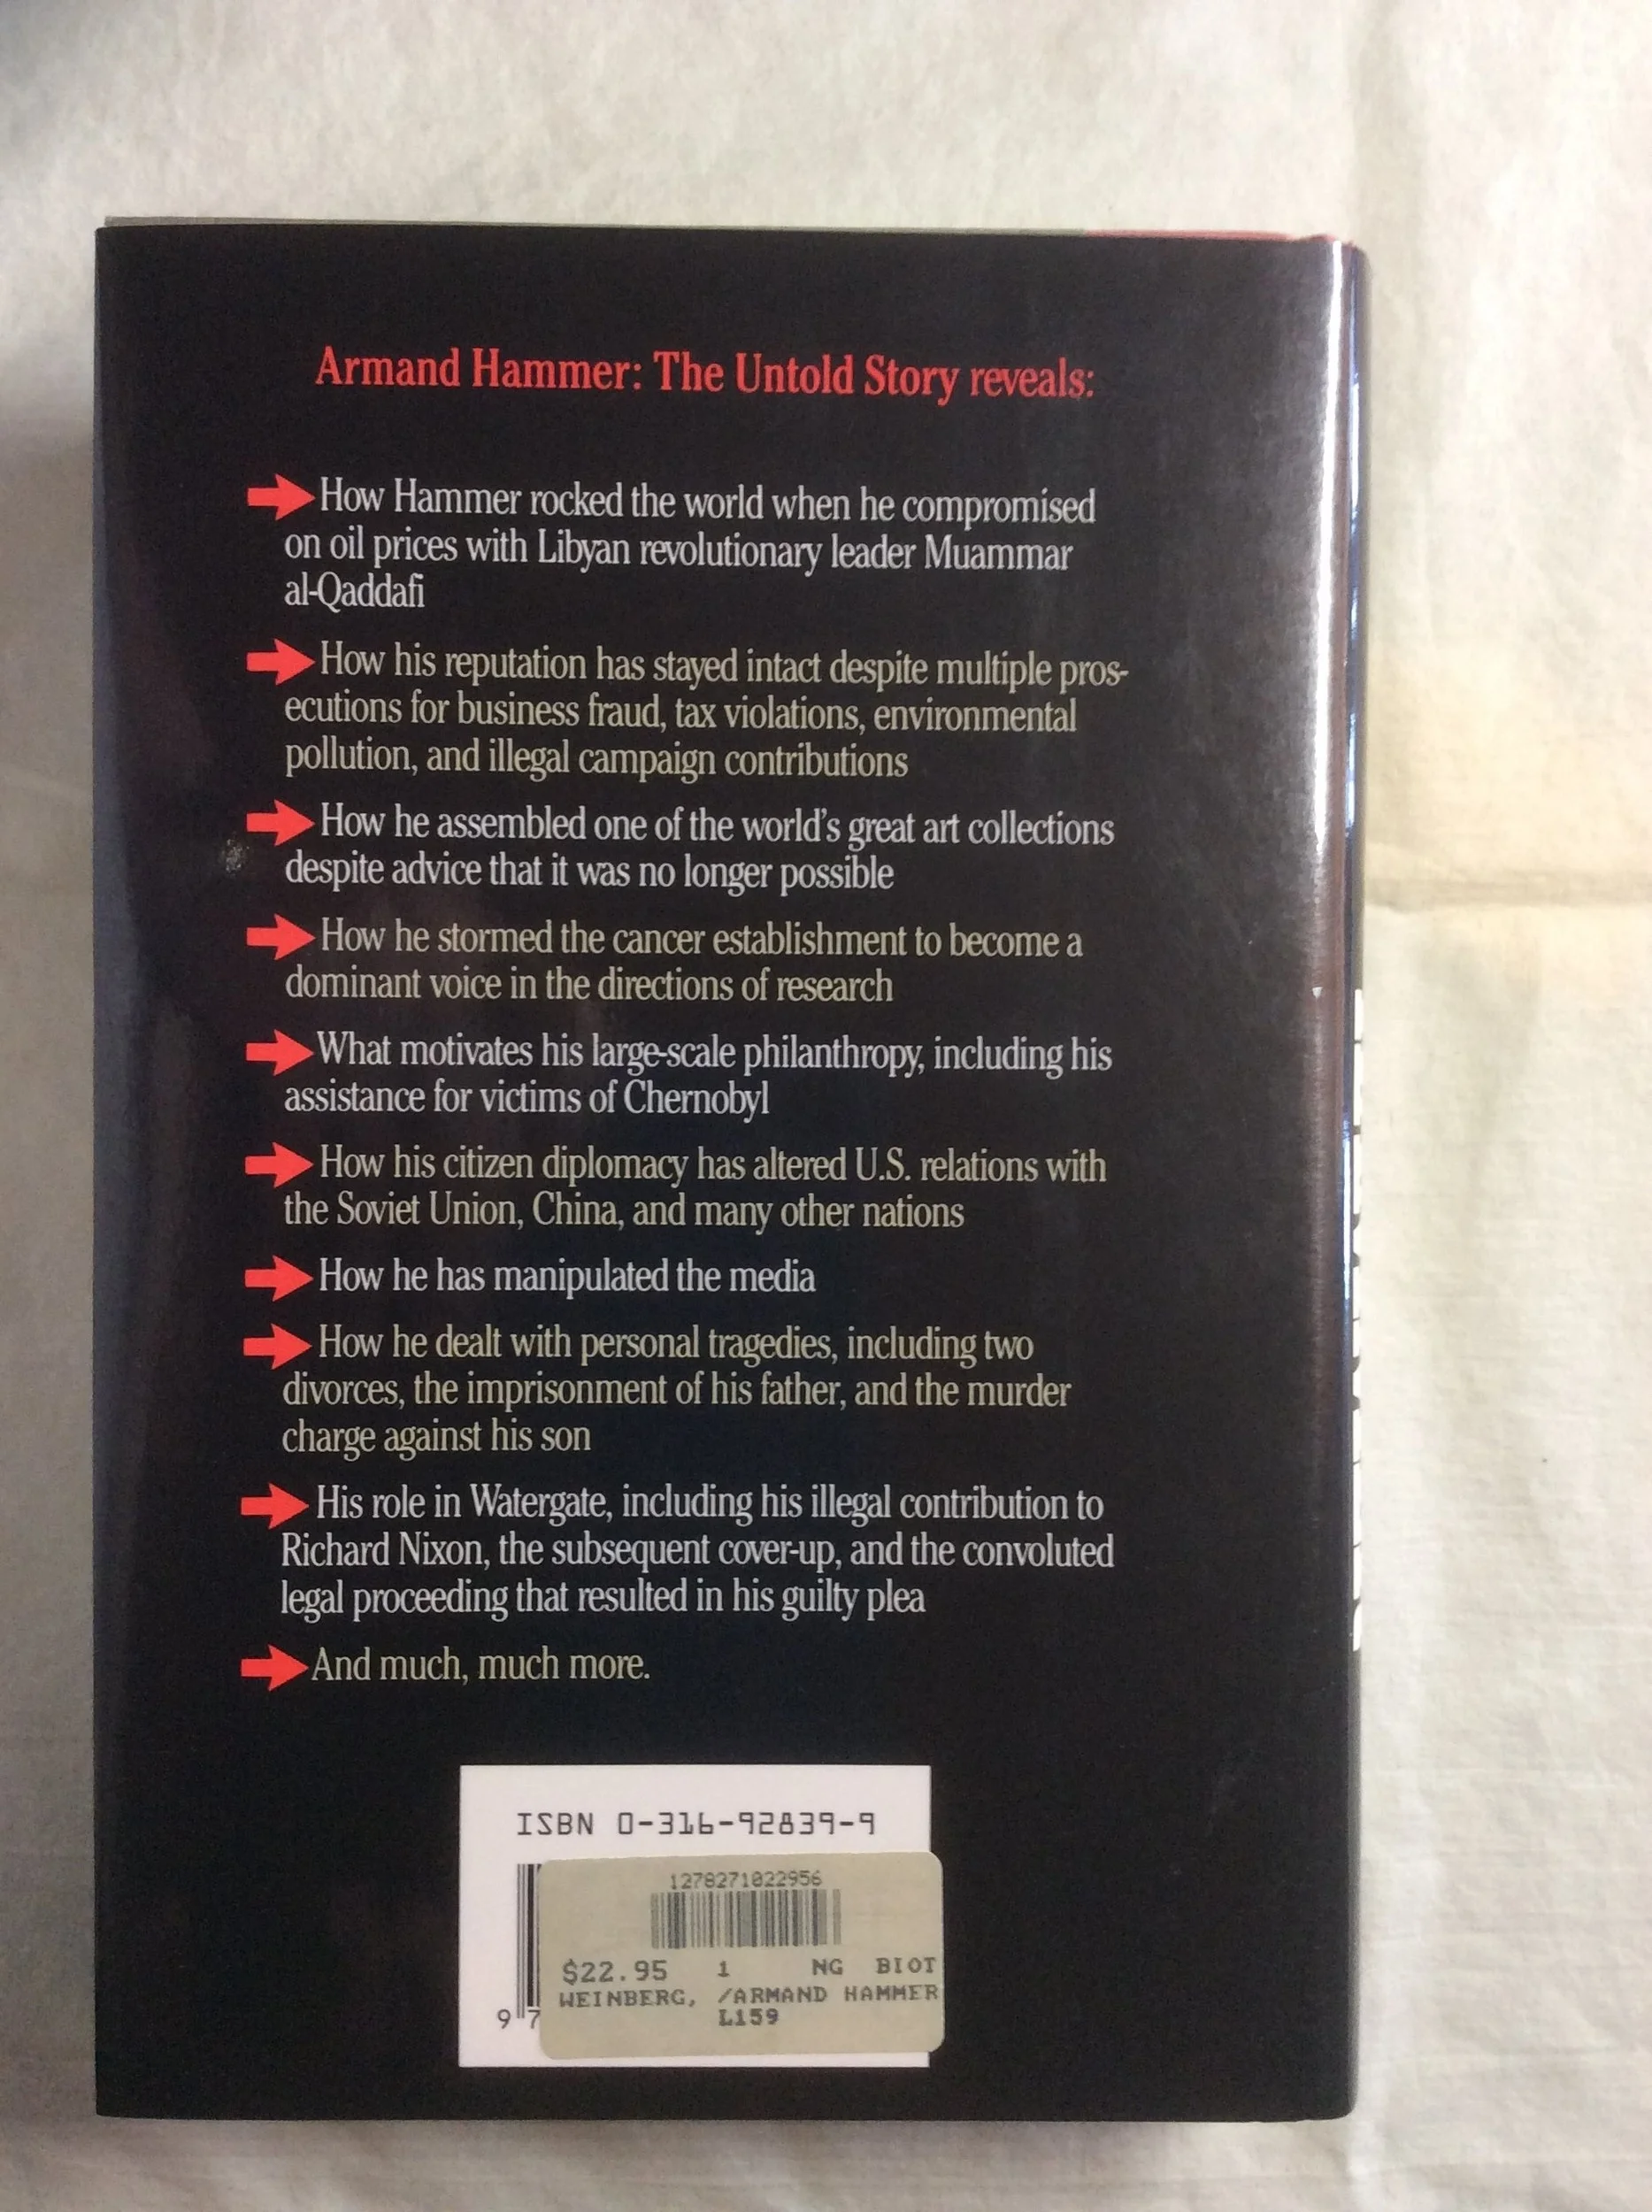 Armand Hammer: The Untold Story reveals:
How Hammer rocked the world when he compromised
on oil prices with Libyan revolutionary leader Muammar
al-Qaddafi
How his reputation has stayed intact despite multiple pros-
ecutions for business fraud, tax violations, environmental
pollution, and illegal campaign contributions
How he assembled one of the world's great art collections
despite advice that it was no longer possible
How he stormed the cancer establishment to become a
dominant voice in the directions of research
What motivates his large-scale philanthropy, including his
assistance for victims of Chernobyl
How his citizen diplomacy has altered U.S. relations with
the Soviet Union, China, and many other nations
How he has manipulated the media
How he dealt with personal tragedies, including two
divorces, the imprisonment of his father, and the murder
charge against his son
His role in Watergate, including his illegal contribution to
Richard Nixon, the subsequent cover-up, and the convoluted
legal proceeding that resulted in his guilty plea
And much, much more.
ISBN 0-316-92839-9
1278271022956
$22.95 1 NG BIOT
WEINBERG, /ARMAND HAMMER
L159
9 7